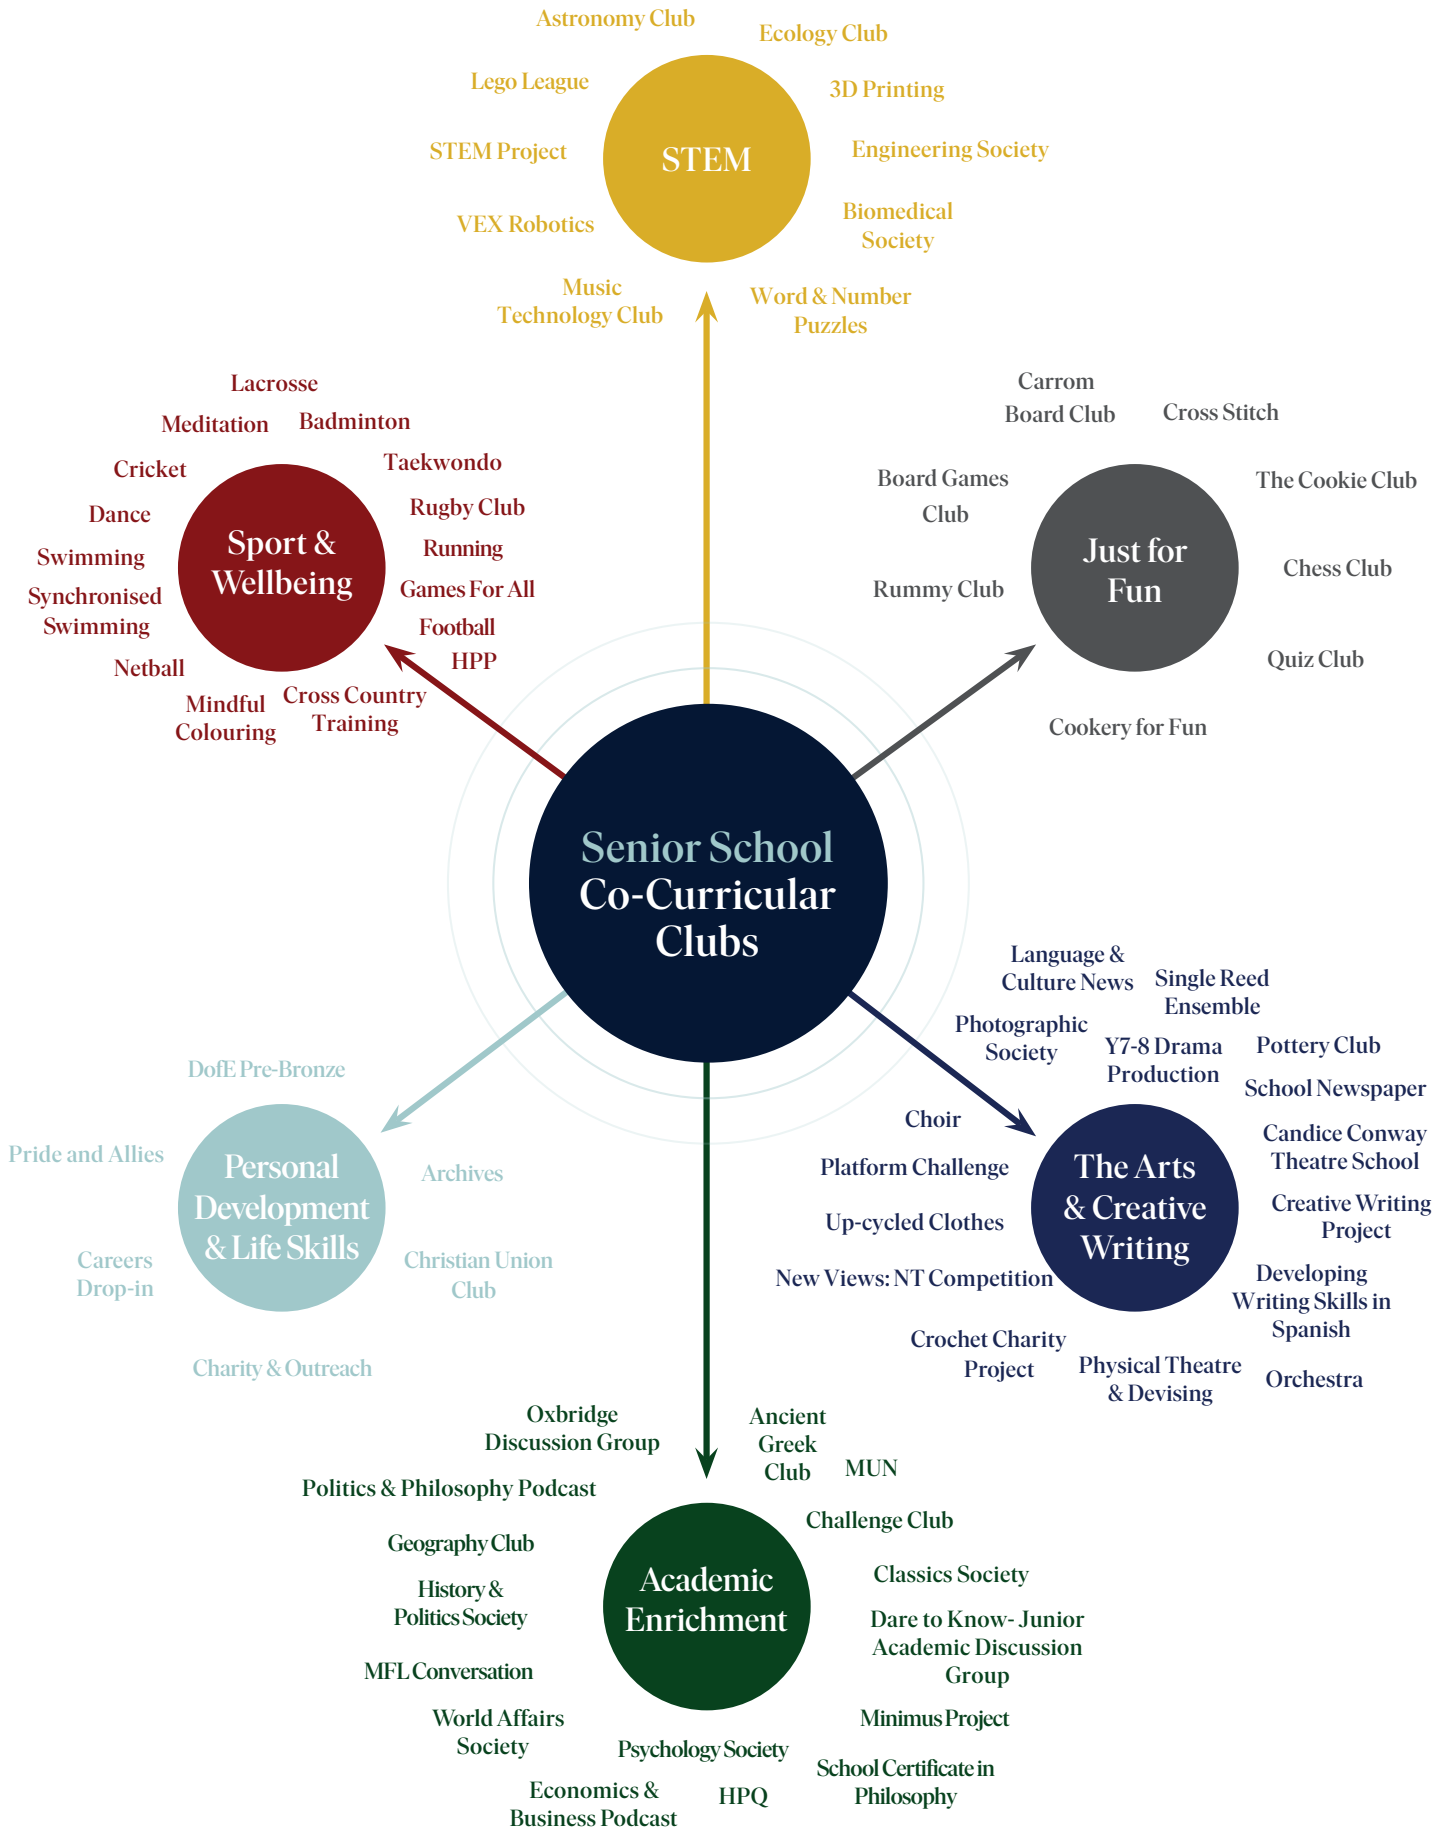 Astronomy Club
Ecology Club
Lego League
3D Printing
STEM Project
STEM
Engineering Society
VEX Robotics
Biomedical
Society
Music
Technology Club
Word & Number
Puzzles
Lacrosse
Meditation
Badminton
Cricket
Taekwondo
Dance
Rugby Club
Swimming
Sport &
Wellbeing
Running
Synchronised
Swimming
Games For All
Football
HPP
Netball
Mindful
Colouring
Cross Country
Training
Carrom
Board Club
Cross Stitch
Board Games
Club
The Cookie Club
Just for
Fun
Chess Club
Rummy Club
Quiz Club
Cookery for Fun
Senior School
Co-Curricular
Clubs
DofE Pre-Bronze
Pride and Allies
Personal
Development
& Life Skills
Archives
Careers
Drop-in
Christian Union
Club
Charity & Outreach
Language &
Culture News
Single Reed
Ensemble
Photographic
Society
Y7-8 Drama
Production
Pottery Club
School Newspaper
Choir
Candice Conway
Theatre School
Platform Challenge
The Arts
& Creative
Writing
Creative Writing
Project
Up-cycled Clothes
New Views: NT Competition
Developing
Writing Skills in
Spanish
Crochet Charity
Project
Physical Theatre
& Devising
Orchestra
Oxbridge
Discussion Group
Ancient
Greek
Club
MUN
Politics & Philosophy Podcast
Challenge Club
Geography Club
Academic
Enrichment
Classics Society
History &
Politics Society
Dare to Know- Junior
Academic Discussion
Group
MFL Conversation
Minimus Project
World Affairs
Society
Psychology Society
School Certificate in
Philosophy
Economics &
Business Podcast
HPQ